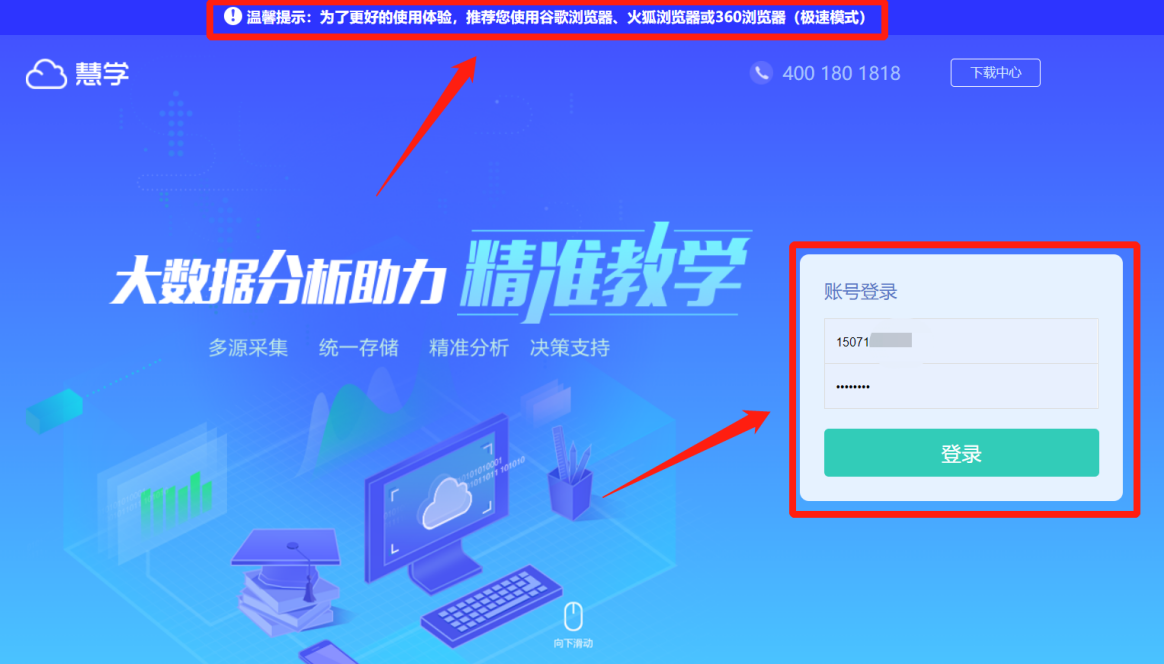 温馨提示：为了更好的使用体验，推荐您使用谷歌浏览器、火狐浏览器或360浏览器（极速模式）
慧学
400 180 1818
下载中心
大数据分析助力 精准教学
多源采集 统一存储 精准分析 决策支持
账号登录
15071
••••••••
登录
0101010001
01011011 101010
向下滑动